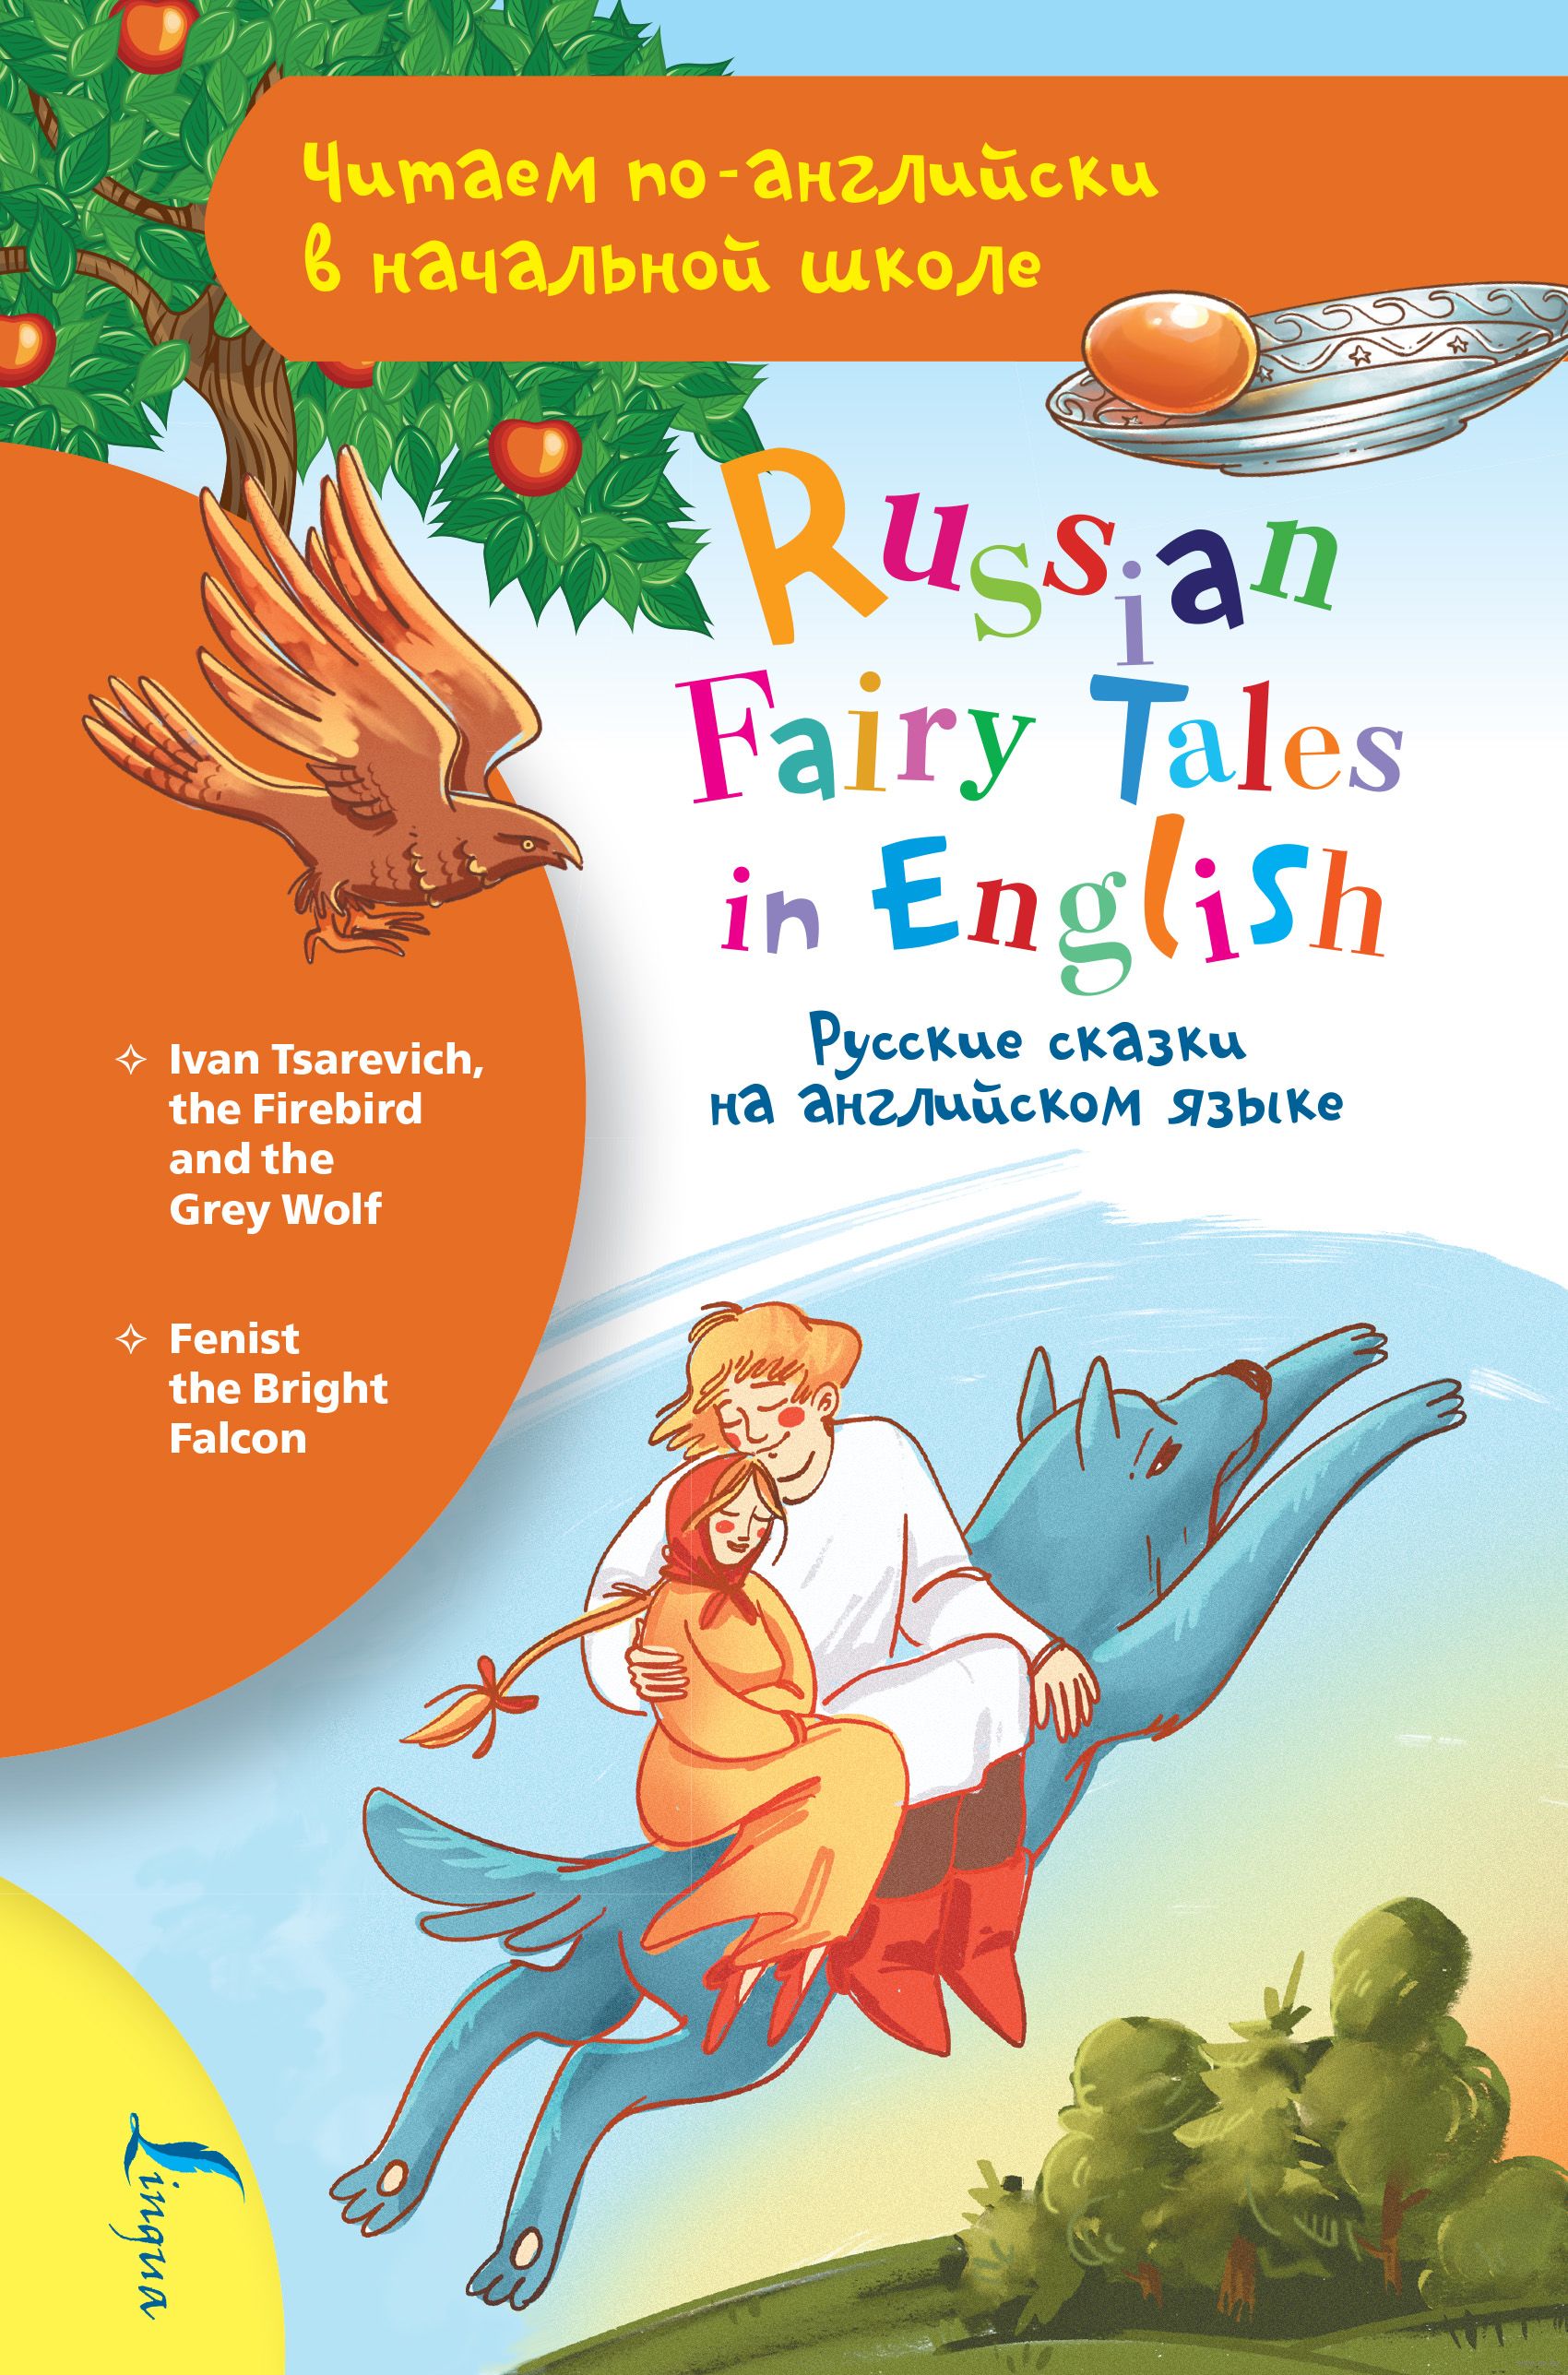 Читаем по-английски
в начальной школе
Russian
Fairy Tales
in English
Русские сказки
на английском языке
Ivan Tsarevich,
the Firebird
and the
Grey Wolf
Fenist
the Bright
Falcon
Lingua